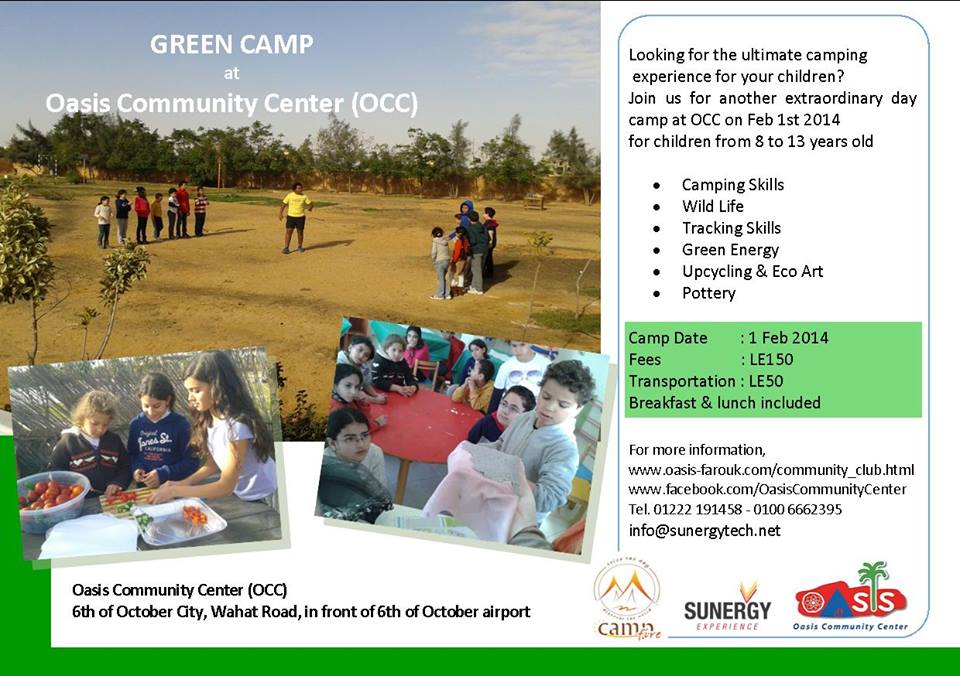 GREEN CAMP
at
Oasis Community Center (OCC)
Looking for the ultimate camping
experience for your children?
Join us for another extraordinary day
camp at OCC on Feb 1st 2014
for children from 8 to 13 years old
• Camping Skills
• Wild Life
• Tracking Skills
• Green Energy
• Upcycling & Eco Art
• Pottery
Camp Date : 1 Feb 2014
Fees : LE150
Transportation : LE50
Breakfast & lunch included
For more information,
www.oasis-farouk.com/community_club.html
www.facebook.com/OasisCommunityCenter
Tel. 01222 191458 - 0100 6662395
info@sunergytech.net
Oasis Community Center (OCC)
6th of October City, Wahat Road, in front of 6th of October airport
SEIZE THE DAY
camp
fire
SUNERGY
EXPERIENCE
OASIS
Oasis Community Center